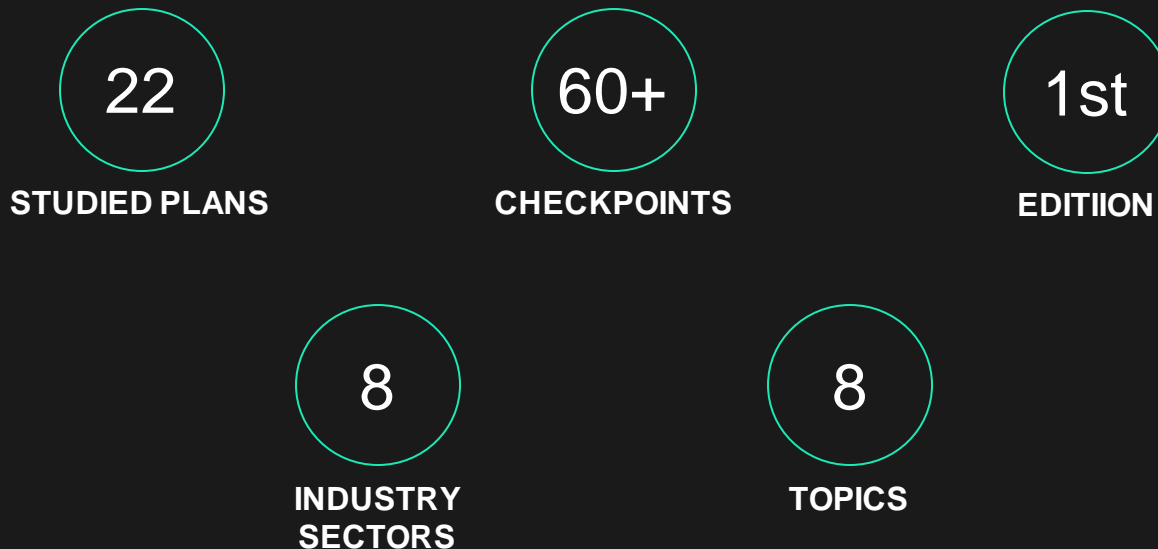 22
STUDIED PLANS
60+
CHECKPOINTS
1st
EDITIION
8
INDUSTRY
SECTORS
8
TOPICS